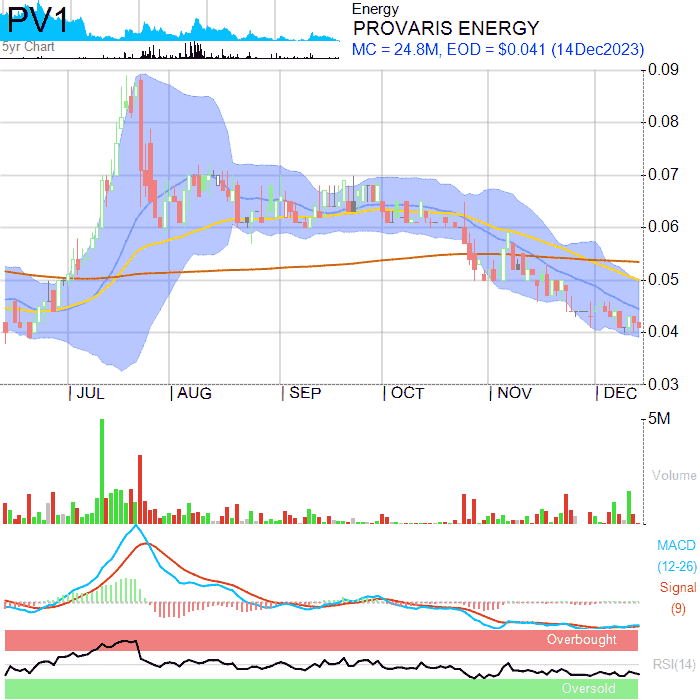 PV1
5yr Chart
Energy
PROVARIS ENERGY
MC = 24.8M, EOD = $0.041 (14Dec2023)
0.09
0.08
0.07
0.06
0.05
0.04
0.03
JUL AUG SEP OCT NOV DEC
5M
Volume
MACD
(12-26)
Signal
(9)
Overbought
RSI(14)
Oversold